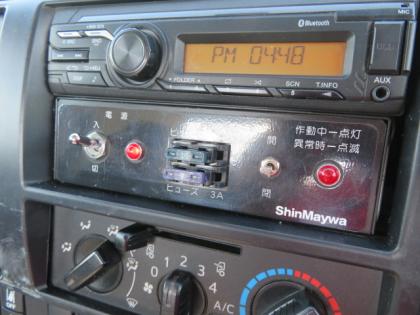 MIC
Bluetooth
PM 04:48
FOLDER
SCN
T.INFO
8
AUX
入
電源
切
ヒューズ 3A
開
閉
作動中一点灯
異常時一点滅
ShinMaywa
0
1
2
3
4
A/C